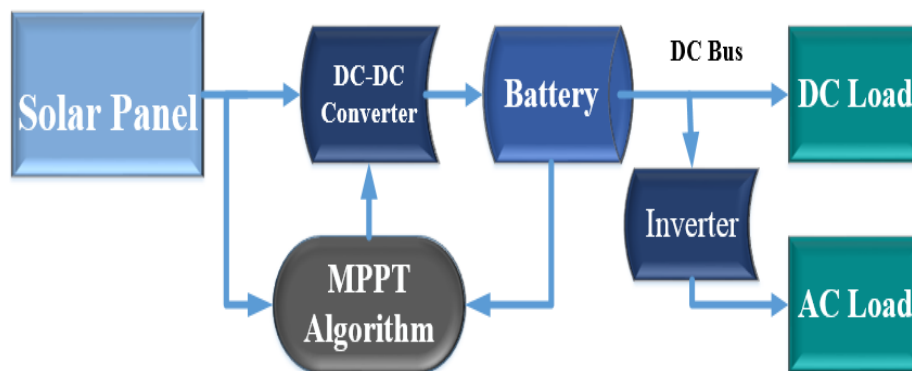 Solar Panel
DC-DC
Converter
Battery
DC Bus
DC Load
Inverter
MPPT
Algorithm
AC Load